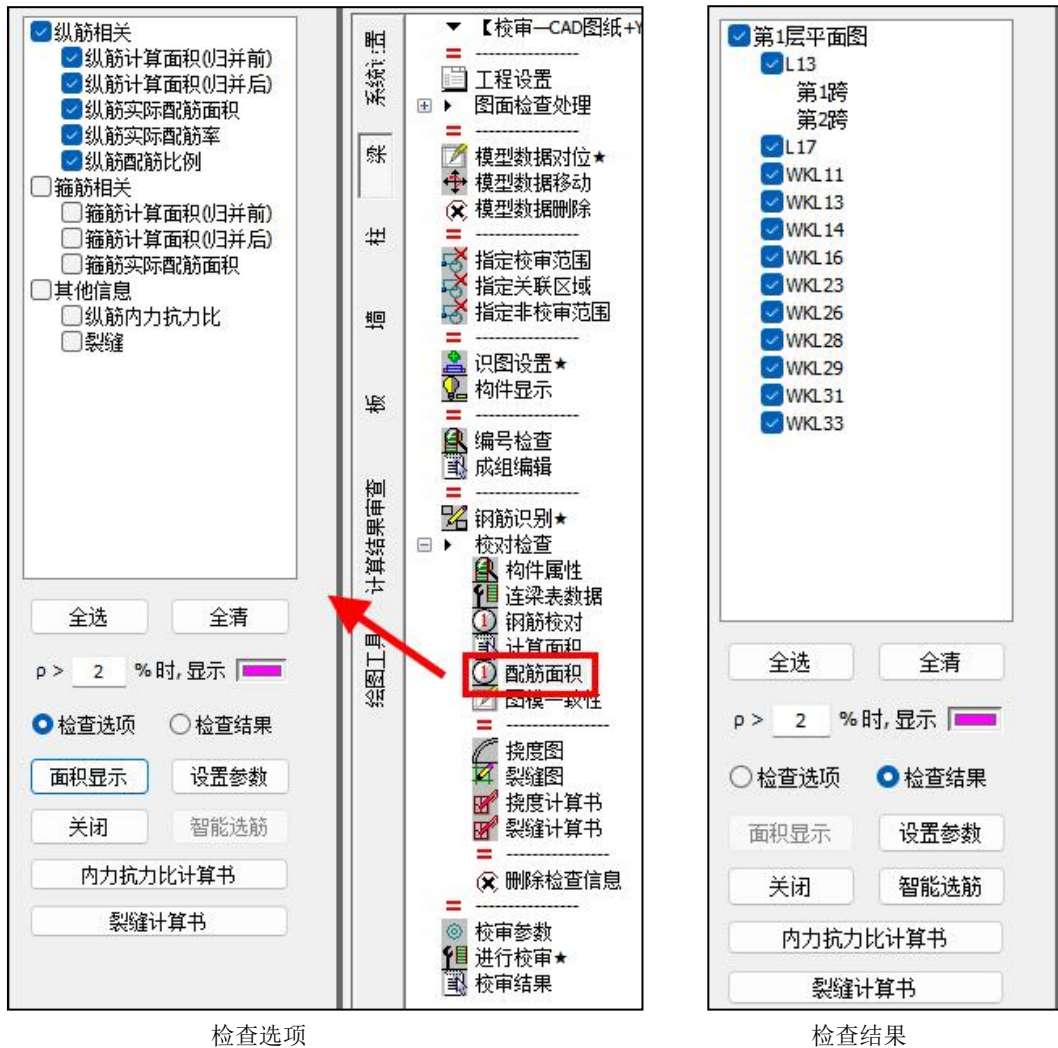 纵筋相关
纵筋计算面积(归并前)
纵筋计算面积(归并后)
纵筋实际配筋面积
纵筋实际配筋率
纵筋配筋比例
箍筋相关
箍筋计算面积(归并前)
箍筋计算面积(归并后)
箍筋实际配筋面积
其他信息
纵筋内力抗力比
裂缝
全选 全清
ρ > 2 %时,显示
检查选项 检查结果
面积显示 设置参数
关闭 智能选筋
内力抗力比计算书
裂缝计算书
梁
柱
墙
板
计算结果审查
绘图工具
【校审—CAD图纸+Y
工程设置
图面检查处理
模型数据对位★
模型数据移动
模型数据删除
指定校审范围
指定关联区域
指定非校审范围
识图设置★
构件显示
编号检查
成组编辑
钢筋识别★
校对检查
构件属性
连梁表数据
钢筋校对
计算面积
配筋面积
图模一致性
挠度图
裂缝图
挠度计算书
裂缝计算书
删除检查信息
校审参数
进行校审★
校审结果
检查选项
第1层平面图
L13
第1跨
第2跨
L17
WKL11
WKL13
WKL14
WKL16
WKL23
WKL26
WKL28
WKL29
WKL31
WKL33
全选 全清
ρ > 2 %时,显示
检查选项 检查结果
面积显示 设置参数
关闭 智能选筋
内力抗力比计算书
裂缝计算书
检查结果